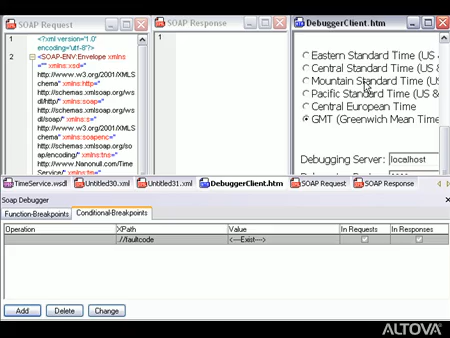 SOAP Request
SOAP Response
DebuggerClient.htm
1
<?xml version="1.0"
encoding="utf-8"?>
2
<SOAP-ENV:Envelope xmlns
="" xmlns:xsd="
http://www.w3.org/2001/XMLS
chema" xmlns:http="
http://schemas.xmlsoap.org/ws
dl/http/" xmlns:soap="
http://schemas.xmlsoap.org/ws
dl/soap/" xmlns:s="
http://www.w3.org/2001/XMLS
chema" xmlns:soapenc="
http://schemas.xmlsoap.org/so
ap/encoding/" xmlns:tns="
http://www.Nanonull.com/Time
Service/"
1
Eastern Standard Time (US &
Central Standard Time (US &
Mountain Standard Time (US
Pacific Standard Time (US &
Central European Time
GMT (Greenwich Mean Time
Debugging Server: localhost
TimeService.wsdl
Untitled30.xml
Untitled31.xml
DebuggerClient.htm
SOAP Request
SOAP Response
Soap Debugger
Function-Breakpoints
Conditional-Breakpoints
Operation XPath Value In Requests In Responses
.//faultcode <---Exist--->
Add Delete Change
ALTOVA®